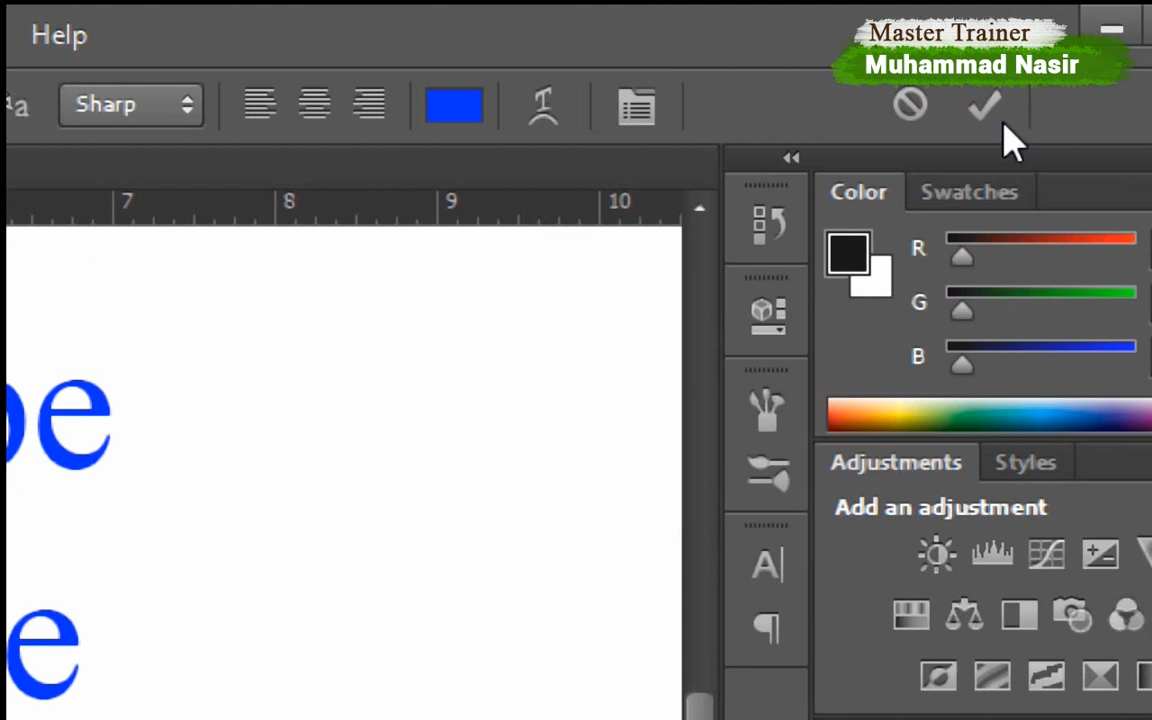 Help
Master Trainer
Muhammad Nasir
Sharp
7 8 9 10
Color Swatches
R
G
B
e
e
Adjustments Styles
Add an adjustment